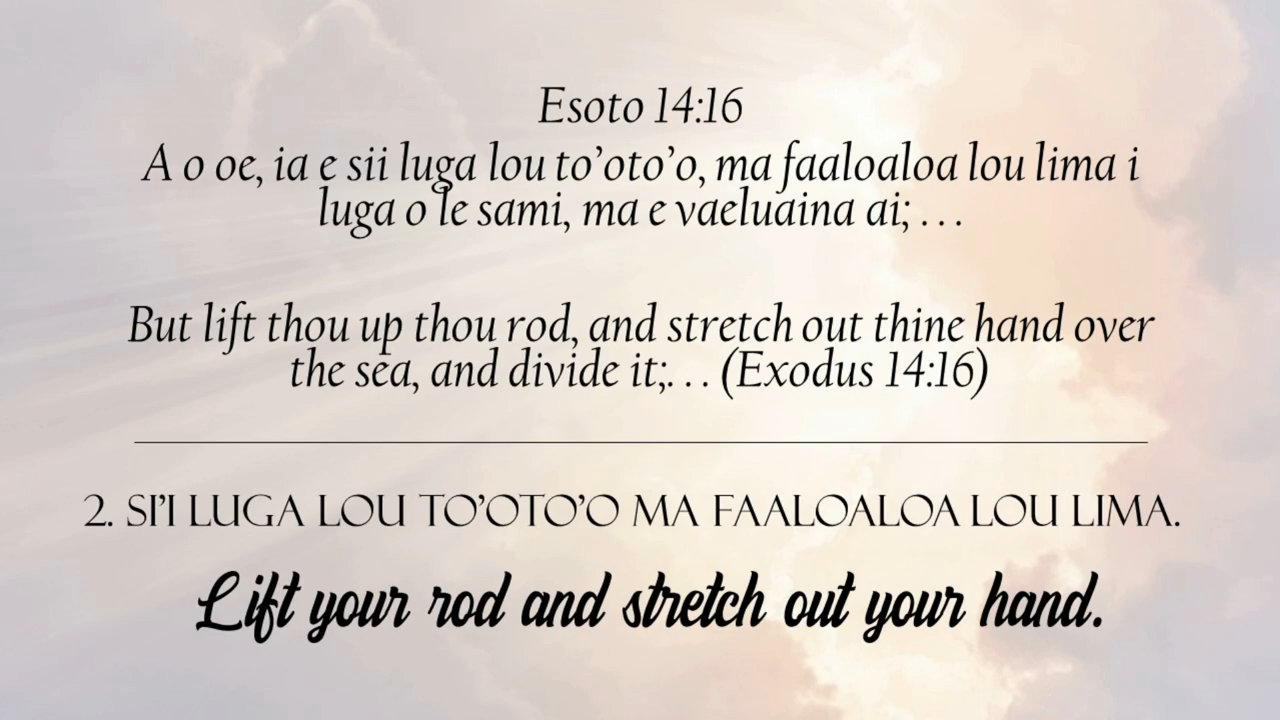 Esoto 14:16
A o oe, ia e sii luga lou to’oto’o, ma faaloaloa lou lima i
luga o le sami, ma e vaeluaina ai; . . .
But lift thou up thou rod, and stretch out thine hand over
the sea, and divide it;. . . (Exodus 14:16)
2. SI’I LUGA LOU TO’OTO’O MA FAALOALOA LOU LIMA.
Lift your rod and stretch out your hand.